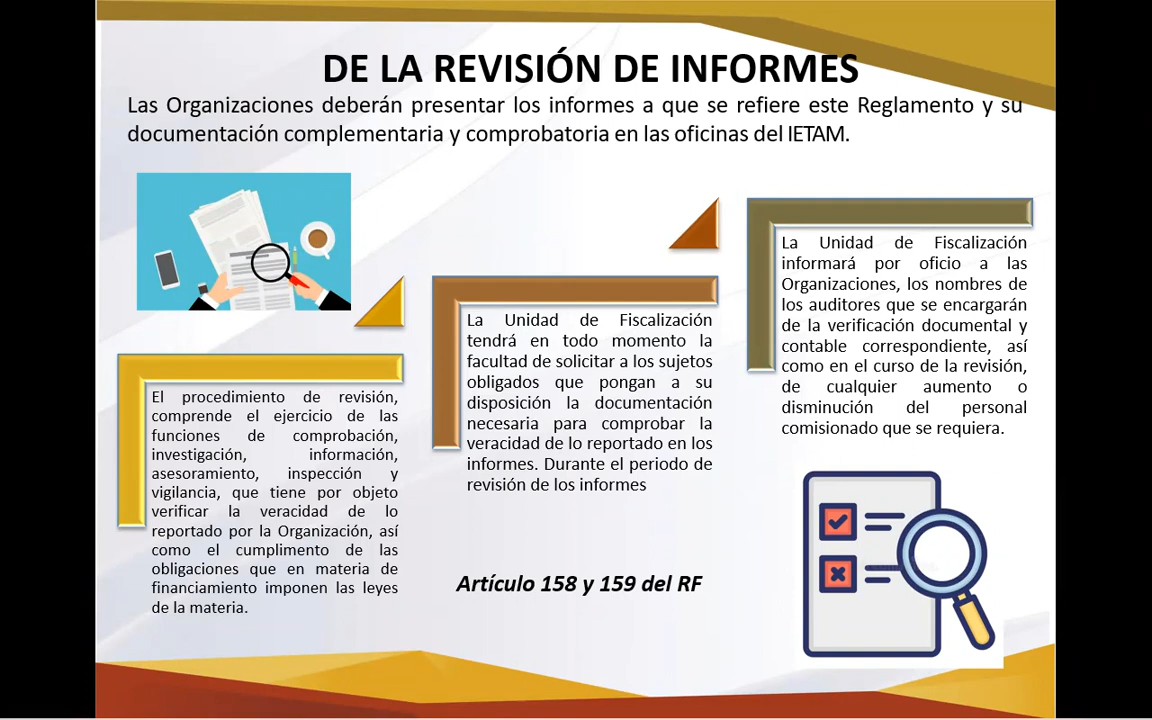 DE LA REVISIÓN DE INFORMES
Las Organizaciones deberán presentar los informes a que se refiere este Reglamento y su
documentación complementaria y comprobatoria en las oficinas del IETAM.
El procedimiento de revisión,
comprende el ejercicio de las
funciones de comprobación,
investigación, información,
asesoramiento, inspección y
vigilancia, que tiene por objeto
verificar la veracidad de lo
reportado por la Organización, así
como el cumplimento de las
obligaciones que en materia de
financiamiento imponen las leyes
de la materia.
La Unidad de Fiscalización
tendrá en todo momento la
facultad de solicitar a los sujetos
obligados que pongan a su
disposición la documentación
necesaria para comprobar la
veracidad de lo reportado en los
informes. Durante el periodo de
revisión de los informes
La Unidad de Fiscalización
informará por oficio a las
Organizaciones, los nombres de
los auditores que se encargarán
de la verificación documental y
contable correspondiente, así
como en el curso de la revisión,
de cualquier aumento o
disminución del personal
comisionado que se requiera.
Artículo 158 y 159 del RF